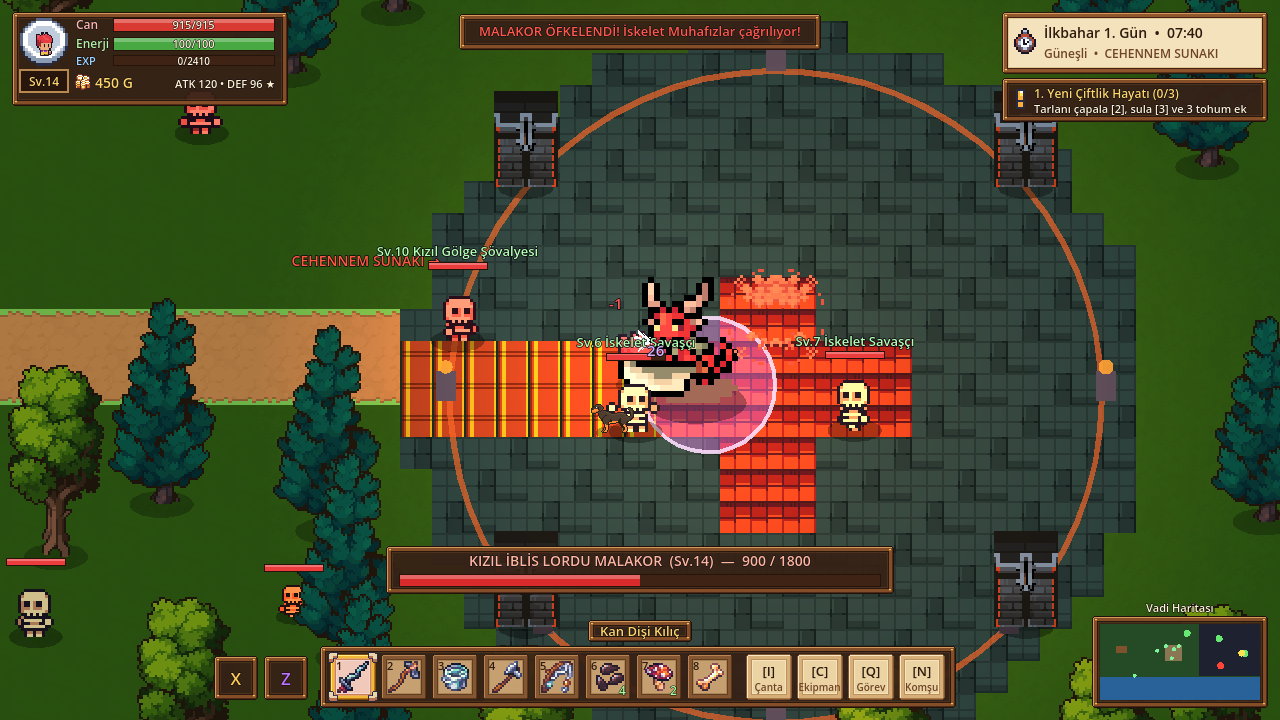 Can 915/915
Enerji 100/100
EXP 0/2410
Sv.14 450 G ATK 120 • DEF 96 ★
MALAKOR ÖFKELENDİ! İskelet Muhafızlar çağrılıyor!
İlkbahar 1. Gün • 07:40
Güneşli • CEHENNEM SUNAKI
1. Yeni Çiftlik Hayatı (0/3)
Tarlanı çapala [2], sula [3] ve 3 tohum ek
Sv.10 Kızıl Gölge Şövalyesi
CEHENNEM SUNAKI
-1
Sv.6 İskelet Savaşçı
Sv.7 İskelet Savaşçı
26
KIZIL İBLİS LORDU MALAKOR (Sv.14) — 900 / 1800
Kan Dişi Kılıç
Vadi Haritası
X
Z
2
3
4
5
6
4
7
2
8
[I]
Çanta
[C]
Ekipman
[Q]
Görev
[N]
Komşu